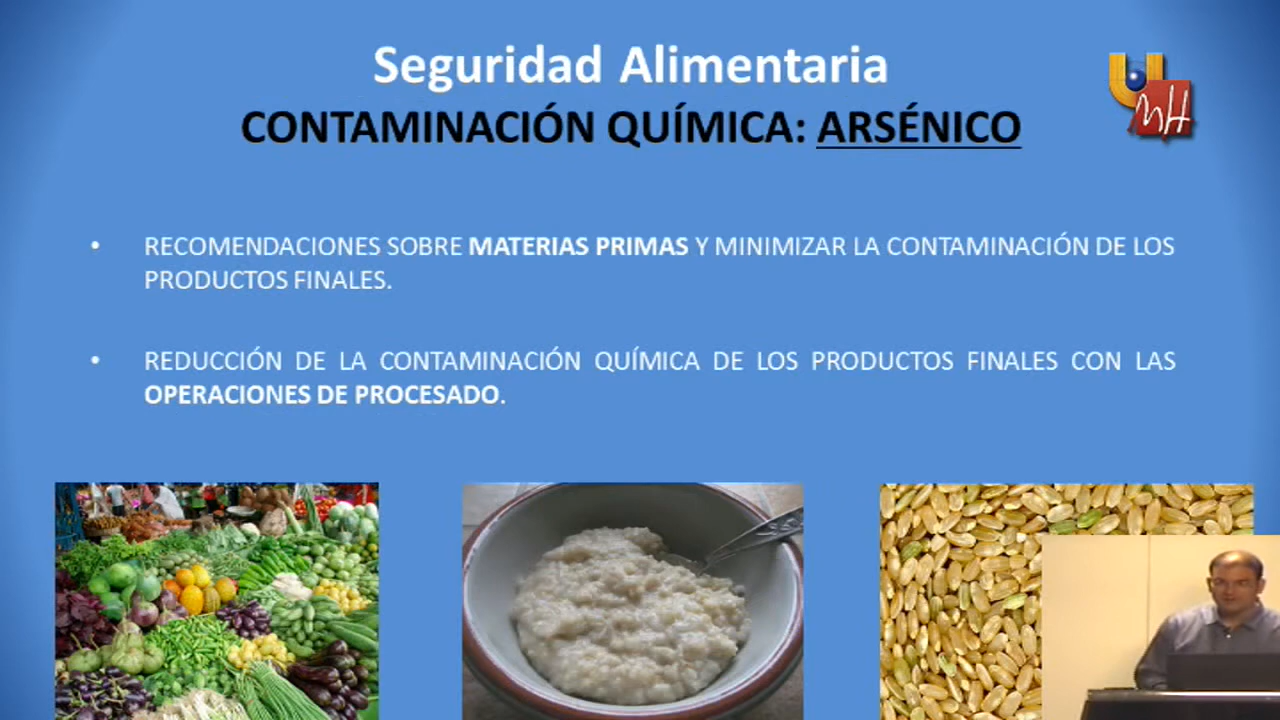 Seguridad Alimentaria
CONTAMINACIÓN QUÍMICA: ARSÉNICO
UMH
• RECOMENDACIONES SOBRE MATERIAS PRIMAS Y MINIMIZAR LA CONTAMINACIÓN DE LOS
PRODUCTOS FINALES.
• REDUCCIÓN DE LA CONTAMINACIÓN QUÍMICA DE LOS PRODUCTOS FINALES CON LAS
OPERACIONES DE PROCESADO.